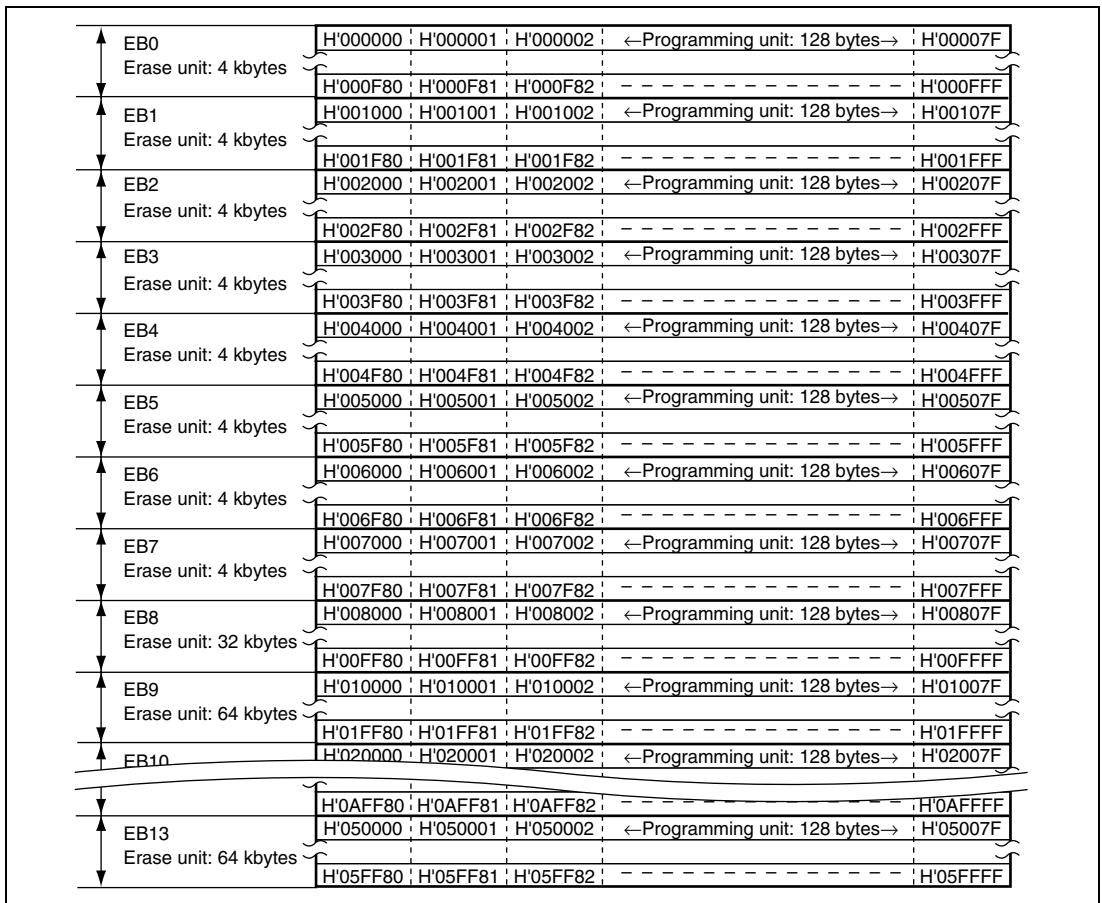 EB0 H'000000 H'000001 H'000002 ←Programming unit: 128 bytes→ H'00007F
Erase unit: 4 kbytes
H'000F80 H'000F81 H'000F82 – – – – – – – – – – – – – – H'000FFF
EB1 H'001000 H'001001 H'001002 ←Programming unit: 128 bytes→ H'00107F
Erase unit: 4 kbytes
H'001F80 H'001F81 H'001F82 – – – – – – – – – – – – – – H'001FFF
EB2 H'002000 H'002001 H'002002 ←Programming unit: 128 bytes→ H'00207F
Erase unit: 4 kbytes
H'002F80 H'002F81 H'002F82 – – – – – – – – – – – – – – H'002FFF
EB3 H'003000 H'003001 H'003002 ←Programming unit: 128 bytes→ H'00307F
Erase unit: 4 kbytes
H'003F80 H'003F81 H'003F82 – – – – – – – – – – – – – – H'003FFF
EB4 H'004000 H'004001 H'004002 ←Programming unit: 128 bytes→ H'00407F
Erase unit: 4 kbytes
H'004F80 H'004F81 H'004F82 – – – – – – – – – – – – – – H'004FFF
EB5 H'005000 H'005001 H'005002 ←Programming unit: 128 bytes→ H'00507F
Erase unit: 4 kbytes
H'005F80 H'005F81 H'005F82 – – – – – – – – – – – – – – H'005FFF
EB6 H'006000 H'006001 H'006002 ←Programming unit: 128 bytes→ H'00607F
Erase unit: 4 kbytes
H'006F80 H'006F81 H'006F82 – – – – – – – – – – – – – – H'006FFF
EB7 H'007000 H'007001 H'007002 ←Programming unit: 128 bytes→ H'00707F
Erase unit: 4 kbytes
H'007F80 H'007F81 H'007F82 – – – – – – – – – – – – – – H'007FFF
EB8 H'008000 H'008001 H'008002 ←Programming unit: 128 bytes→ H'00807F
Erase unit: 32 kbytes
H'00FF80 H'00FF81 H'00FF82 – – – – – – – – – – – – – – H'00FFFF
EB9 H'010000 H'010001 H'010002 ←Programming unit: 128 bytes→ H'01007F
Erase unit: 64 kbytes
H'01FF80 H'01FF81 H'01FF82 – – – – – – – – – – – – – – H'01FFFF
EB10 H'020000 H'020001 H'020002 ←Programming unit: 128 bytes→ H'02007F
H'0AFF80 H'0AFF81 H'0AFF82 – – – – – – – – – – – – – – H'0AFFFF
EB13 H'050000 H'050001 H'050002 ←Programming unit: 128 bytes→ H'05007F
Erase unit: 64 kbytes
H'05FF80 H'05FF81 H'05FF82 – – – – – – – – – – – – – – H'05FFFF